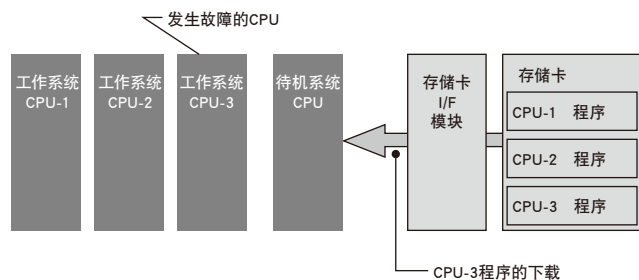 发生故障的CPU
工作系统
CPU-1
工作系统
CPU-2
工作系统
CPU-3
待机系统
CPU
存储卡
I/F
模块
存储卡
CPU-1 程序
CPU-2 程序
CPU-3 程序
CPU-3程序的下载